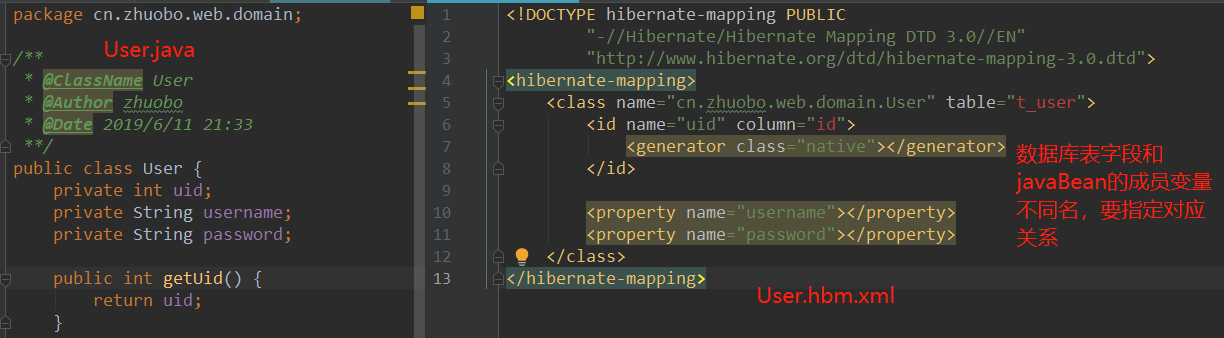 package cn.zhuobo.web.domain;
User.java
/**
* @ClassName User
* @Author zhuobo
* @Date 2019/6/11 21:33
**/
public class User {
private int uid;
private String username;
private String password;
public int getUid() {
return uid;
}
1 <!DOCTYPE hibernate-mapping PUBLIC
2 "-//Hibernate/Hibernate Mapping DTD 3.0//EN"
3 "http://www.hibernate.org/dtd/hibernate-mapping-3.0.dtd">
4 <hibernate-mapping>
5 <class name="cn.zhuobo.web.domain.User" table="t_user">
6 <id name="uid" column="id">
7 <generator class="native"></generator>
8 </id>
9
10 <property name="username"></property>
11 <property name="password"></property>
12 </class>
13 </hibernate-mapping>
数据库表字段和
javaBean的成员变量
不同名，要指定对应
关系
User.hbm.xml